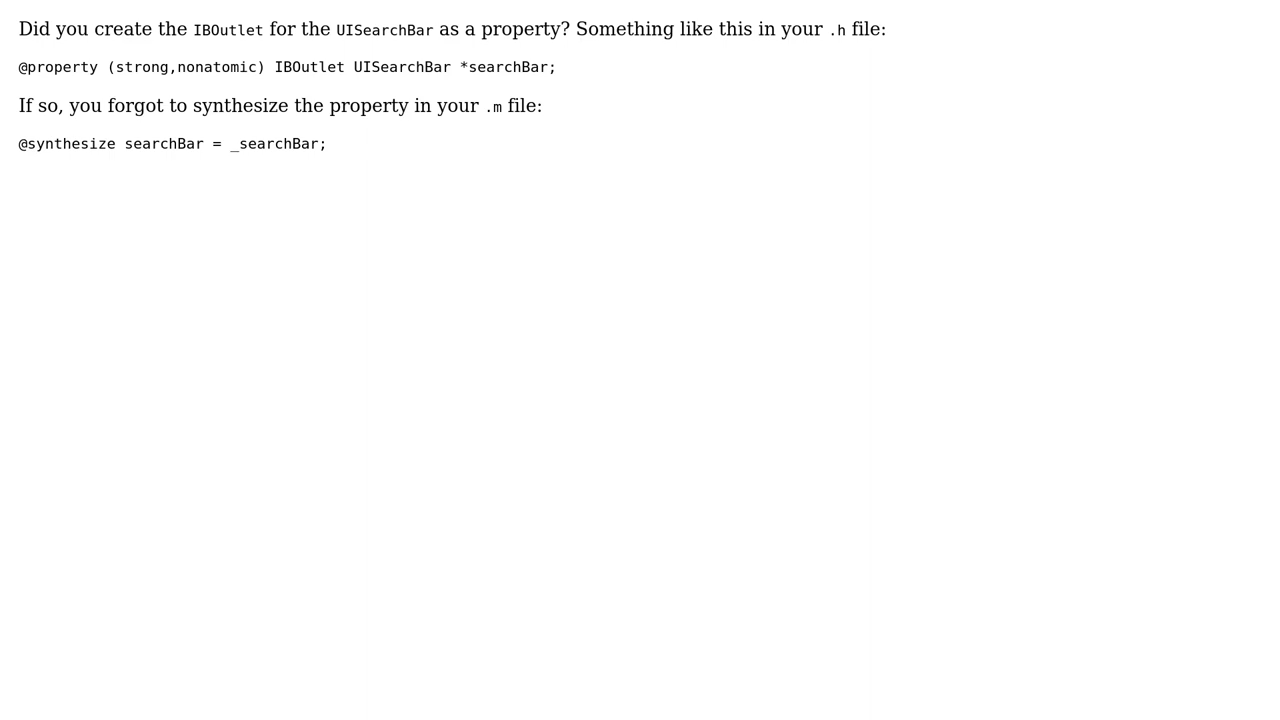 Did you create the IBOutlet for the UISearchBar as a property? Something like this in your .h file:
@property (strong,nonatomic) IBOutlet UISearchBar *searchBar;
If so, you forgot to synthesize the property in your .m file:
@synthesize searchBar = _searchBar;